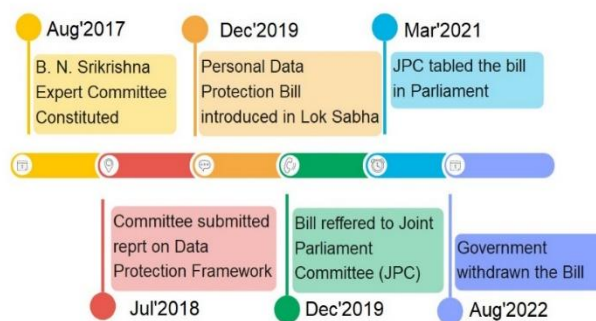 Aug'2017
B. N. Srikrishna
Expert Committee
Constituted
Jul'2018
Committee submitted
reprt on Data
Protection Framework
Dec'2019
Personal Data
Protection Bill
introduced in Lok Sabha
Dec'2019
Bill reffered to Joint
Parliament
Committee (JPC)
Mar'2021
JPC tabled the bill
in Parliament
Aug'2022
Government
withdrawn the Bill